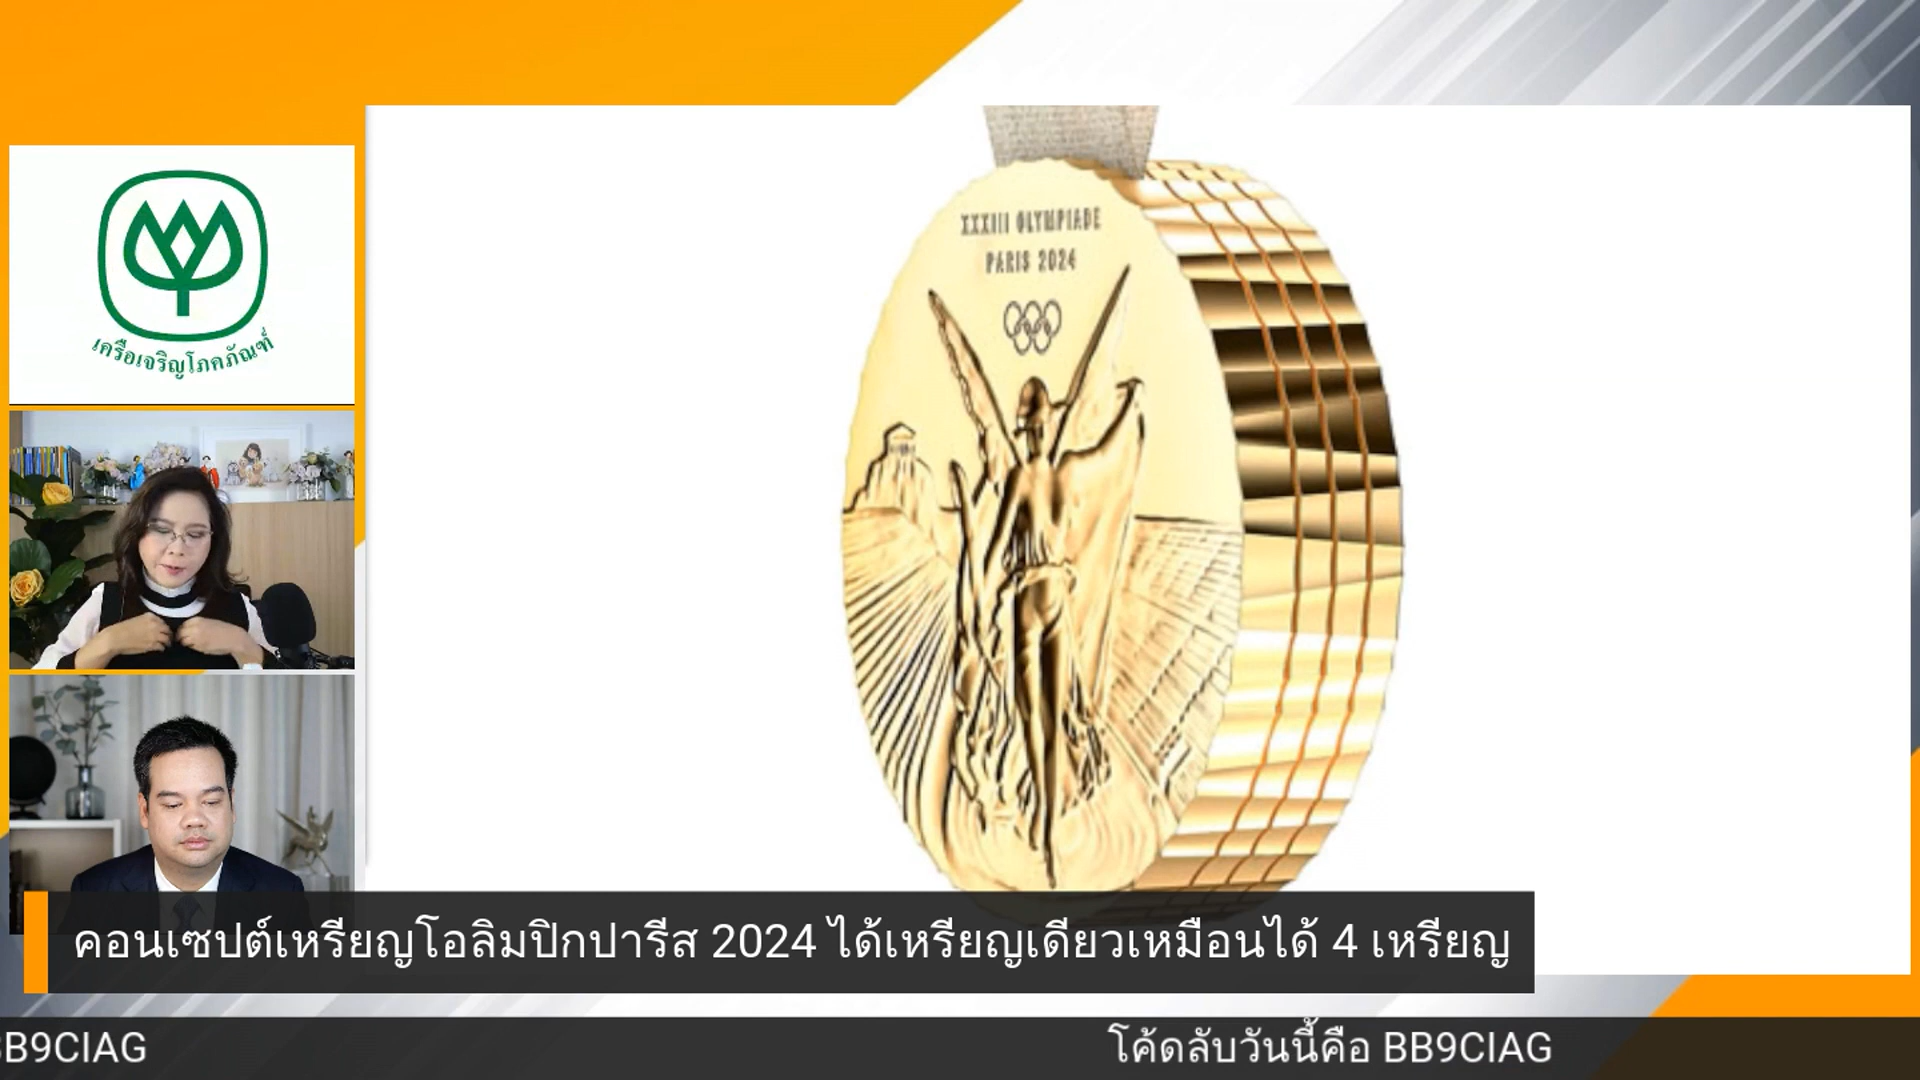 เครือเจริญโภคภัณฑ์
XXXIII OLYMPIADE
PARIS 2024
คอนเซปต์เหรียญโอลิมปิกปารีส 2024 ได้เหรียญเดียวเหมือนได้ 4 เหรียญ
B9CIAG โค้ดลับวันนี้คือ BB9CIAG